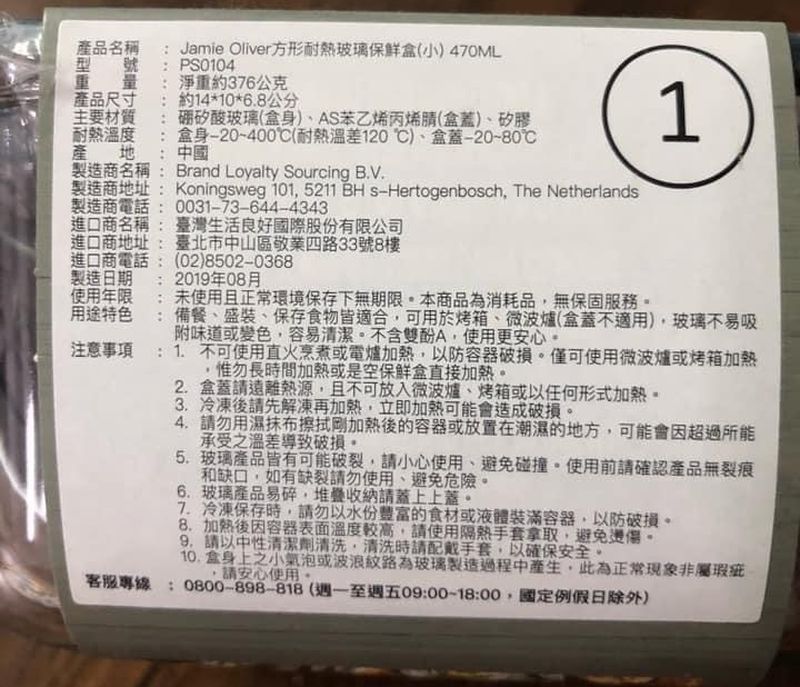 產品名稱 : Jamie Oliver方形耐熱玻璃保鮮盒(小) 470ML
型 號 : PS0104
重 量 : 淨重約376公克
產品尺寸 : 約14*10*6.8公分
主要材質 : 硼矽酸玻璃(盒身)、AS苯乙烯丙烯腈(盒蓋)、矽膠
耐熱溫度 : 盒身-20~400℃(耐熱溫差120 ℃)、盒蓋-20~80℃
產 地 : 中國
製造商名稱 : Brand Loyalty Sourcing B.V.
製造商地址 : Koningsweg 101, 5211 BH s-Hertogenbosch, The Netherlands
製造商電話 : 0031-73-644-4343
進口商名稱 : 臺灣生活良好國際股份有限公司
進口商地址 : 臺北市中山區敬業四路33號8樓
進口商電話 : (02)8502-0368
製造日期 : 2019年08月
使用年限 : 未使用且正常環境保存下無期限。本商品為消耗品，無保固服務。
用途特色 : 備餐、盛裝、保存食物皆適合，可用於烤箱、微波爐(盒蓋不適用)，玻璃不易吸
附味道或變色，容易清潔。不含雙酚A，使用更安心。
注意事項 : 1. 不可使用直火烹煮或電爐加熱，以防容器破損。僅可使用微波爐或烤箱加熱
，惟勿長時間加熱或是空保鮮盒直接加熱。
2. 盒蓋請遠離熱源，且不可放入微波爐、烤箱或以任何形式加熱。
3. 冷凍後請先解凍再加熱，立即加熱可能會造成破損。
4. 請勿用濕抹布擦拭剛加熱後的容器或放置在潮濕的地方，可能會因超過所能
承受之溫差導致破損。
5. 玻璃產品皆有可能破裂，請小心使用、避免碰撞。使用前請確認產品無裂痕
和缺口，如有缺裂請勿使用、避免危險。
6. 玻璃產品易碎，堆疊收納請蓋上上蓋。
7. 冷凍保存時，請勿以水份豐富的食材或液體裝滿容器，以防破損。
8. 加熱後因容器表面溫度較高，請使用隔熱手套拿取，避免燙傷。
9. 請以中性清潔劑清洗，清洗時請配戴手套，以確保安全。
10. 盒身上之小氣泡或波浪紋路為玻璃製造過程中產生，此為正常現象非屬瑕疵
，請安心使用。
客服專線 : 0800-898-818 (週一至週五09:00~18:00，國定例假日除外)
1